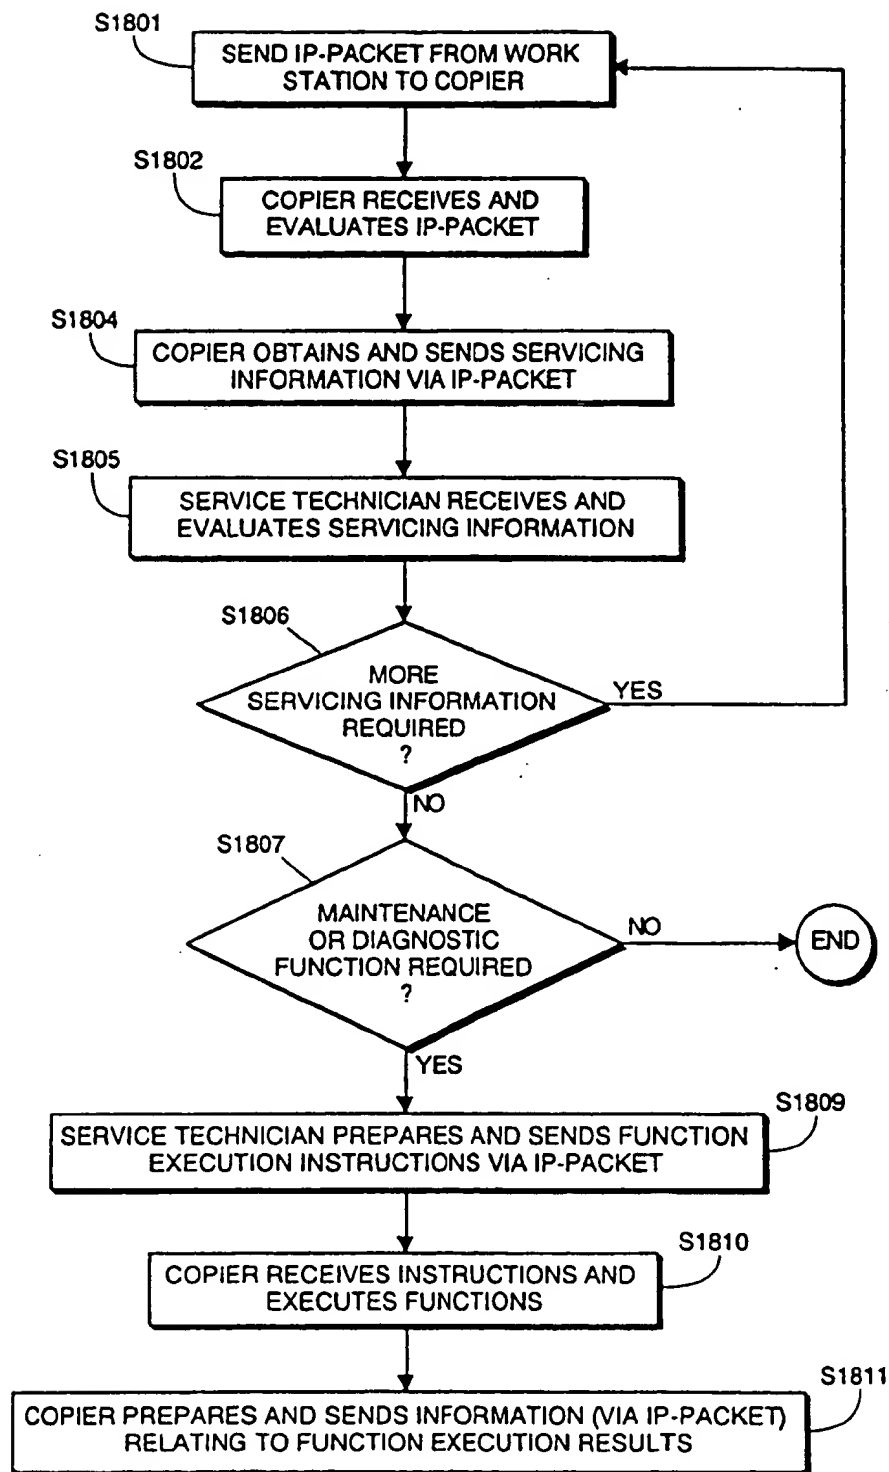 S1801
SEND IP-PACKET FROM WORK
STATION TO COPIER
S1802
COPIER RECEIVES AND
EVALUATES IP-PACKET
S1804
COPIER OBTAINS AND SENDS SERVICING
INFORMATION VIA IP-PACKET
S1805
SERVICE TECHNICIAN RECEIVES AND
EVALUATES SERVICING INFORMATION
S1806
MORE
SERVICING INFORMATION
REQUIRED
?
YES
NO
S1807
MAINTENANCE
OR DIAGNOSTIC
FUNCTION REQUIRED
?
NO
END
YES
S1809
SERVICE TECHNICIAN PREPARES AND SENDS FUNCTION
EXECUTION INSTRUCTIONS VIA IP-PACKET
S1810
COPIER RECEIVES INSTRUCTIONS AND
EXECUTES FUNCTIONS
S1811
COPIER PREPARES AND SENDS INFORMATION (VIA IP-PACKET)
RELATING TO FUNCTION EXECUTION RESULTS